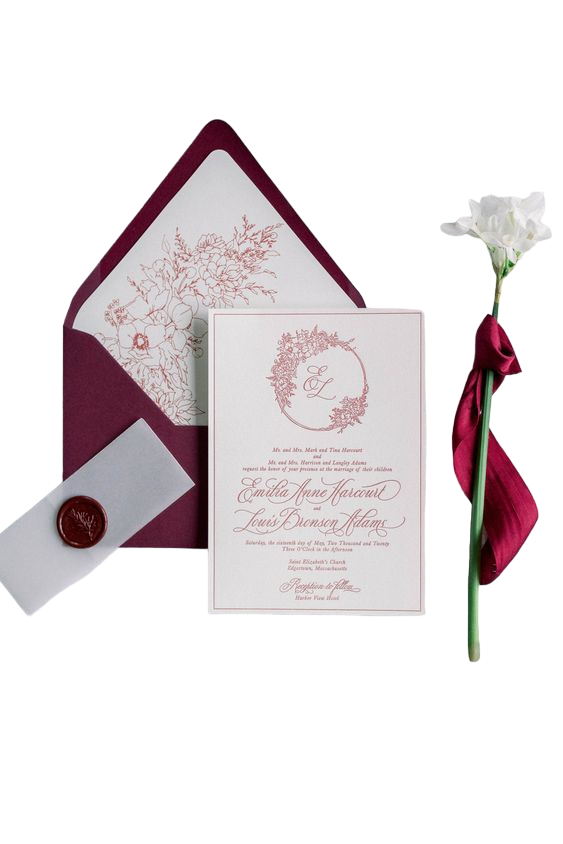 E
L
Mr. and Mrs. Mark and Tina Harcourt
and
Mr. and Mrs. Harrison and Langley Adams
request the honor of your presence at the marriage of their children
Emilia Anne Harcourt
and
Louis Bronson Adams
Saturday, the sixteenth day of May, Two Thousand and Twenty
Three O'Clock in the Afternoon
Saint Elizabeth's Church
Edgertown, Massachusetts
Reception to follow
Harbor View Hotel